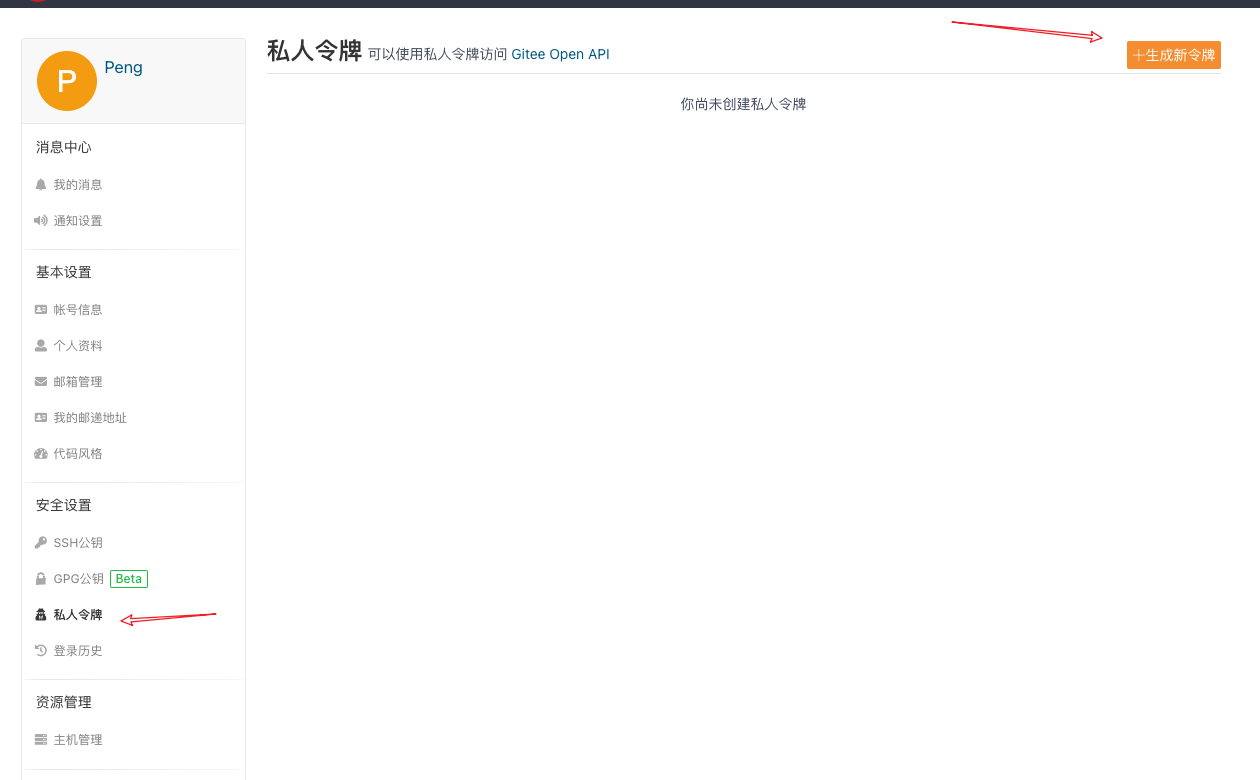 P
Peng
消息中心
我的消息
通知设置
基本设置
帐号信息
个人资料
邮箱管理
我的邮递地址
代码风格
安全设置
SSH公钥
GPG公钥 Beta
私人令牌
登录历史
资源管理
主机管理
私人令牌 可以使用私人令牌访问 Gitee Open API
+生成新令牌
你尚未创建私人令牌